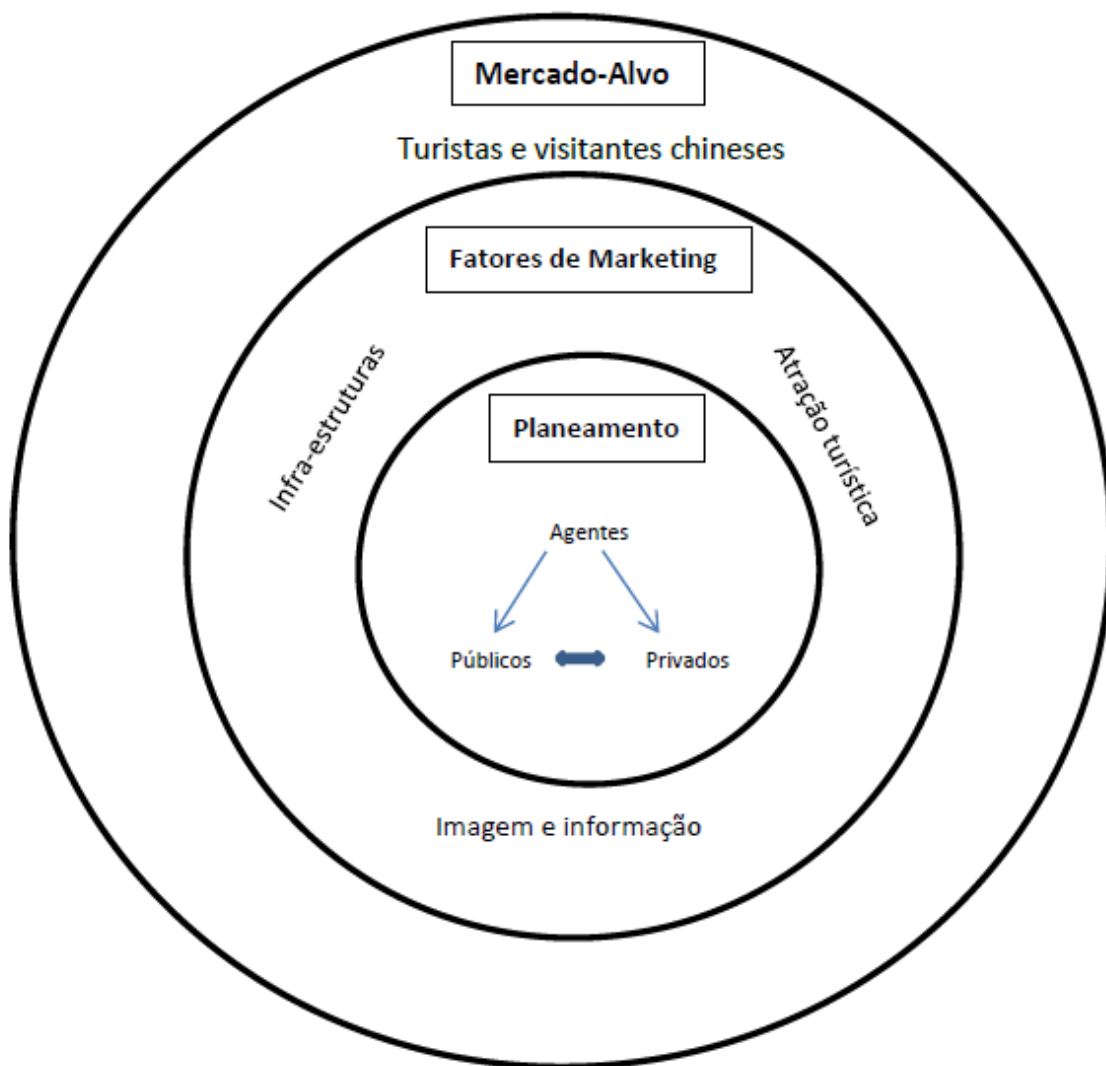 Mercado-Alvo
Turistas e visitantes chineses
Fatores de Marketing
Infra-estruturas
Atração turística
Planeamento
Agentes
Públicos
Privados
Imagem e informação